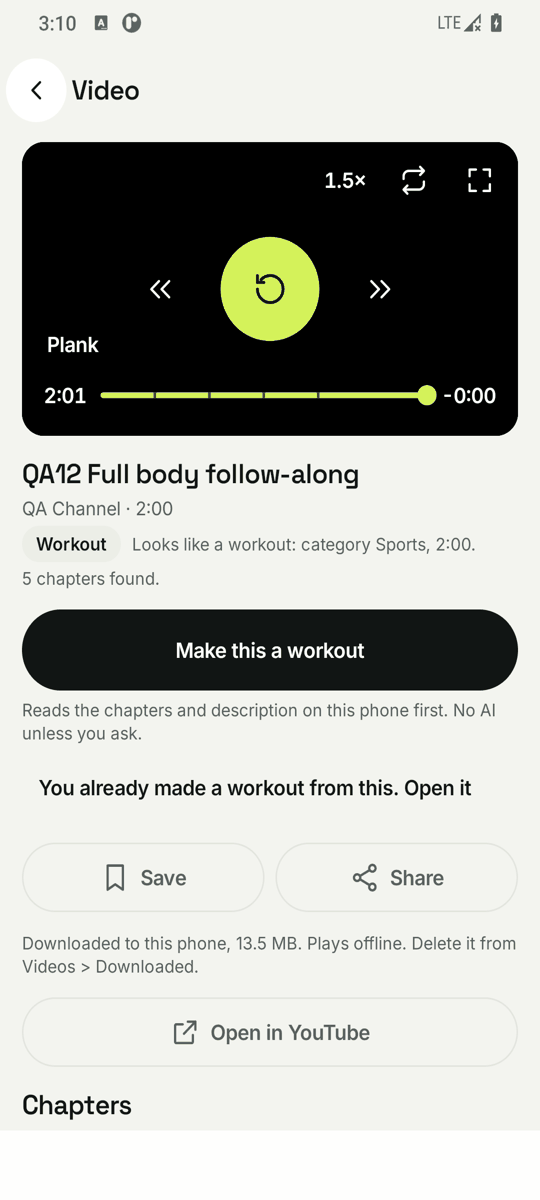 3:10
LTE
Video
1.5×
Plank
2:01
-0:00
QA12 Full body follow-along
QA Channel · 2:00
Workout
Looks like a workout: category Sports, 2:00.
5 chapters found.
Make this a workout
Reads the chapters and description on this phone first. No AI
unless you ask.
You already made a workout from this. Open it
Save
Share
Downloaded to this phone, 13.5 MB. Plays offline. Delete it from
Videos > Downloaded.
Open in YouTube
Chapters